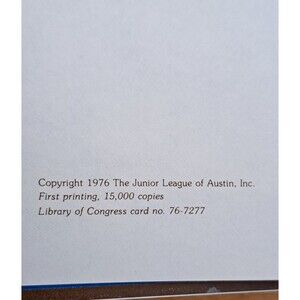 Copyright 1976 The Junior League of Austin, Inc.
First printing, 15,000 copies
Library of Congress card no. 76-7277